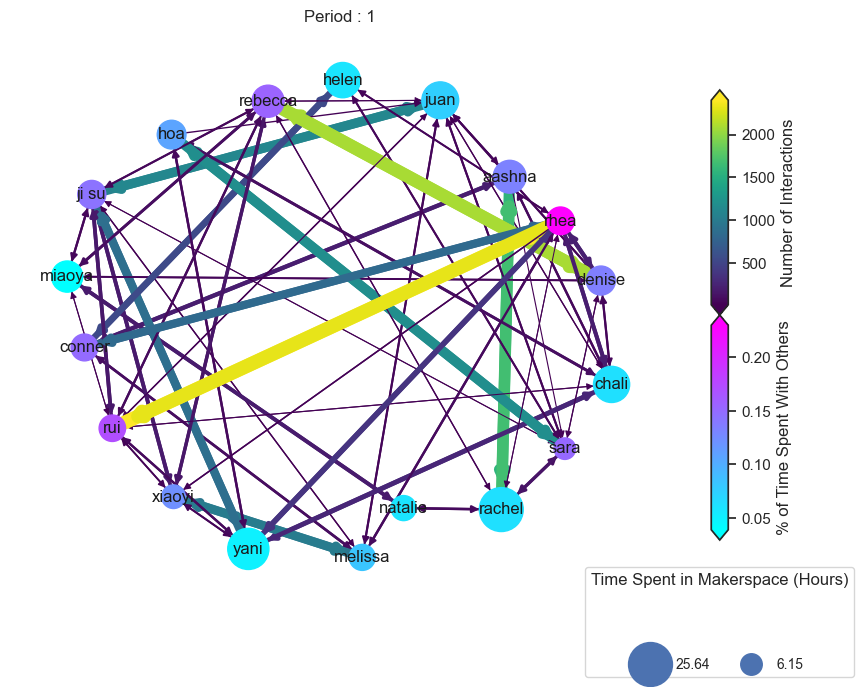 Period : 1
helen
rebecca
juan
hoa
aashna
ji su
rhea
miaoya
denise
conner
chali
rui
sara
xiaoyi
natalie
rachel
yani
melissa
2000
1500
1000
500
Number of Interactions
0.20
0.15
0.10
0.05
% of Time Spent With Others
Time Spent in Makerspace (Hours)
25.64
6.15